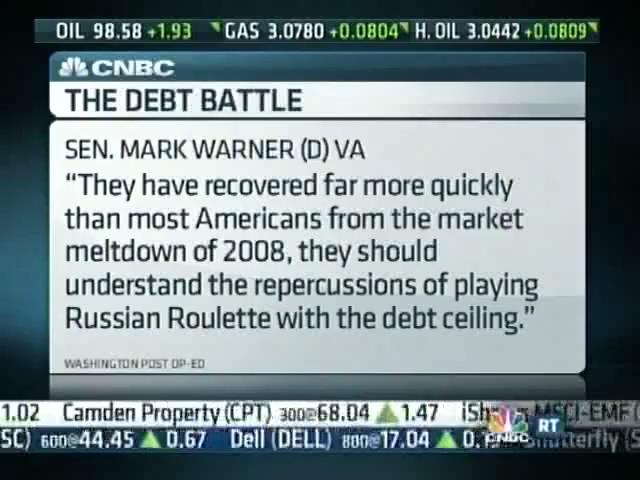 OIL 98.58 +1.93 GAS 3.0780 +0.0804 H. OIL 3.0442 +0.0809
CNBC
THE DEBT BATTLE
SEN. MARK WARNER (D) VA
“They have recovered far more quickly
than most Americans from the market
meltdown of 2008, they should
understand the repercussions of playing
Russian Roulette with the debt ceiling.”
WASHINGTON POST OP-ED
1.02 Camden Property (CPT) 300@68.04 1.47 MSCI-EMF
SC) 600@44.45 0.67 Dell (DELL) 800@17.04 Shutterfly (S
CNBC RT